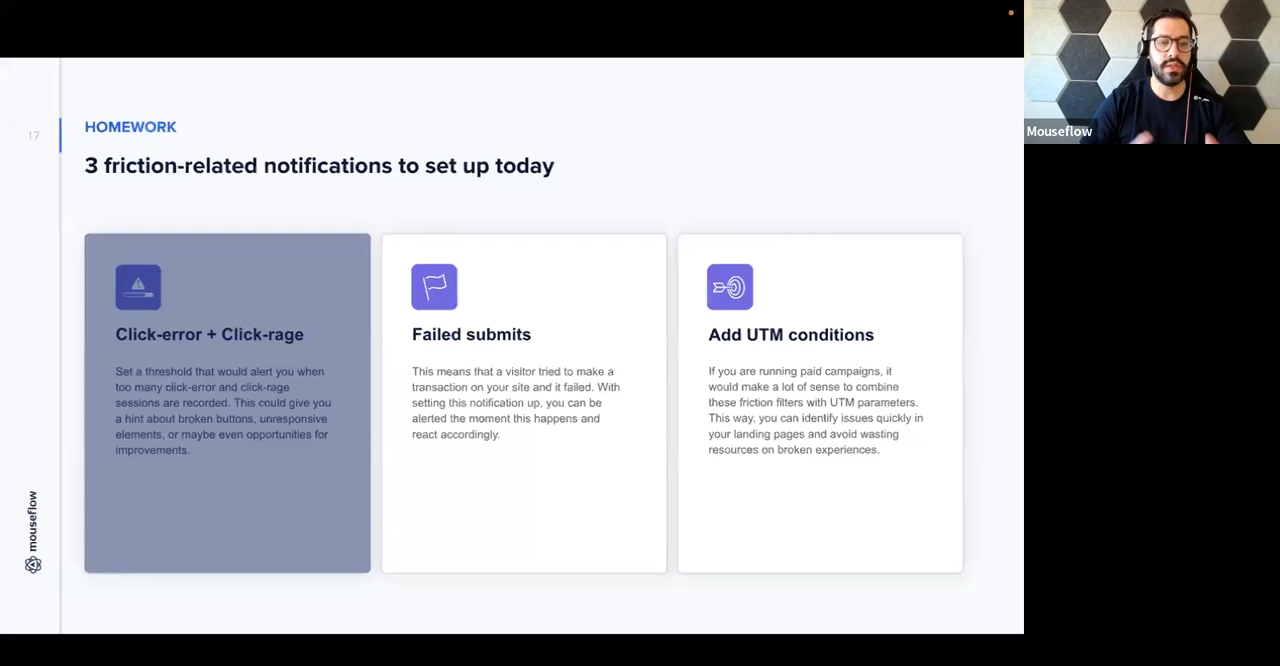 17
HOMEWORK
3 friction-related notifications to set up today
Click-error + Click-rage
Set a threshold that would alert you when
too many click-error and click-rage
sessions are recorded. This could give you
a hint about broken buttons, unresponsive
elements, or maybe even opportunities for
improvements.
Failed submits
This means that a visitor tried to make a
transaction on your site and it failed. With
setting this notification up, you can be
alerted the moment this happens and
react accordingly.
Add UTM conditions
If you are running paid campaigns, it
would make a lot of sense to combine
these friction filters with UTM parameters.
This way, you can identify issues quickly in
your landing pages and avoid wasting
resources on broken experiences.
mouseflow
Mouseflow